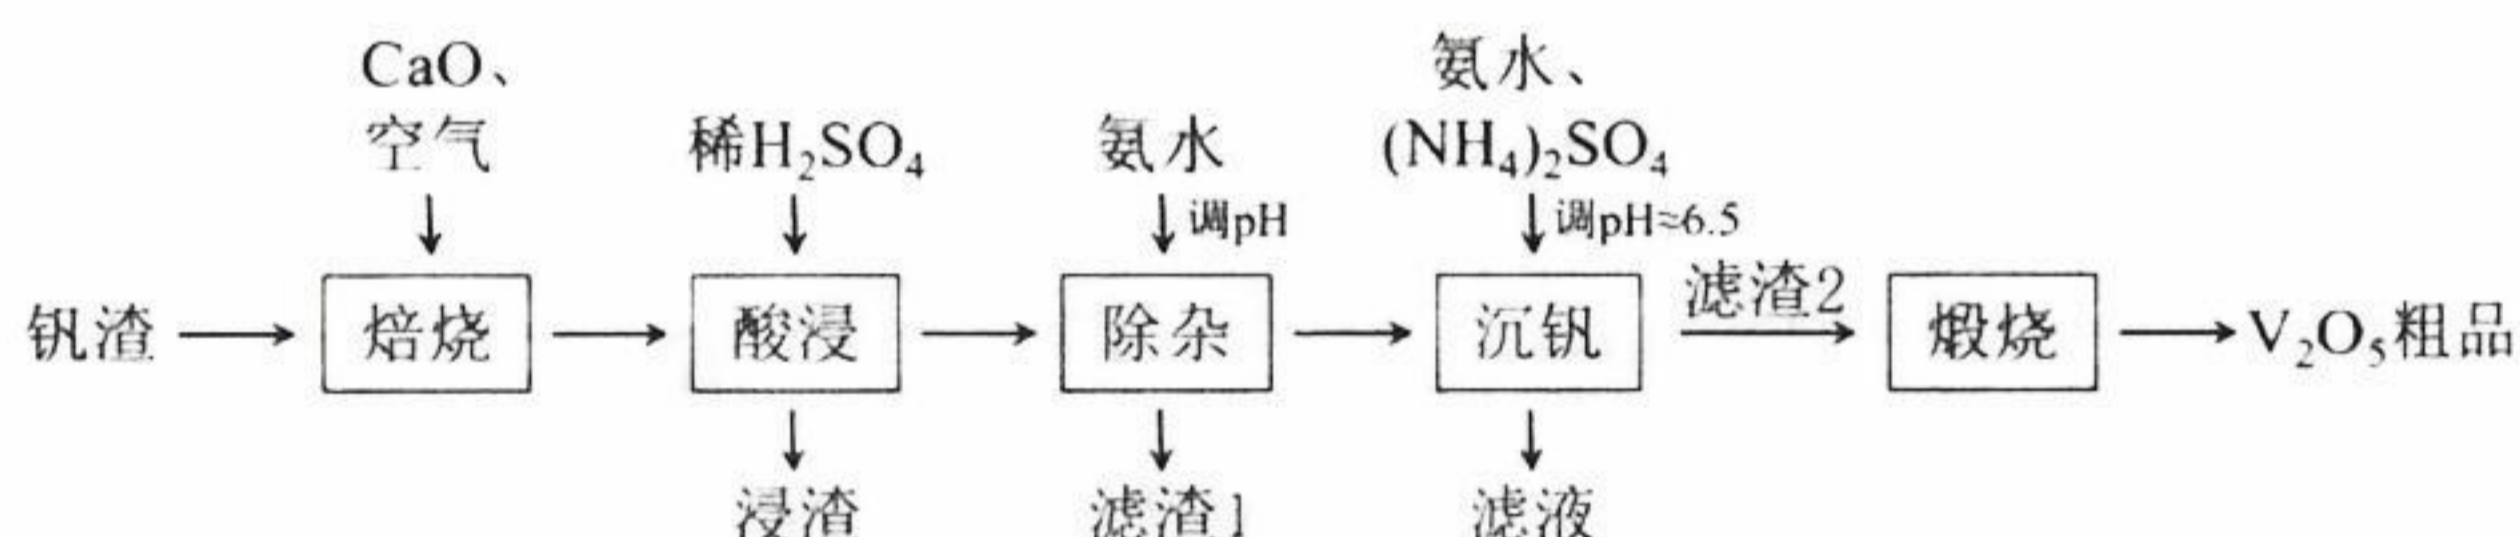 CaO、
空气
稀H₂SO₄
氨水
调pH
氨水、
(NH₄)₂SO₄
调pH≈6.5
钒渣
焙烧
酸浸
除杂
沉钒
滤渣2
煅烧
V₂O₅粗品
浸渣
滤渣1
滤液